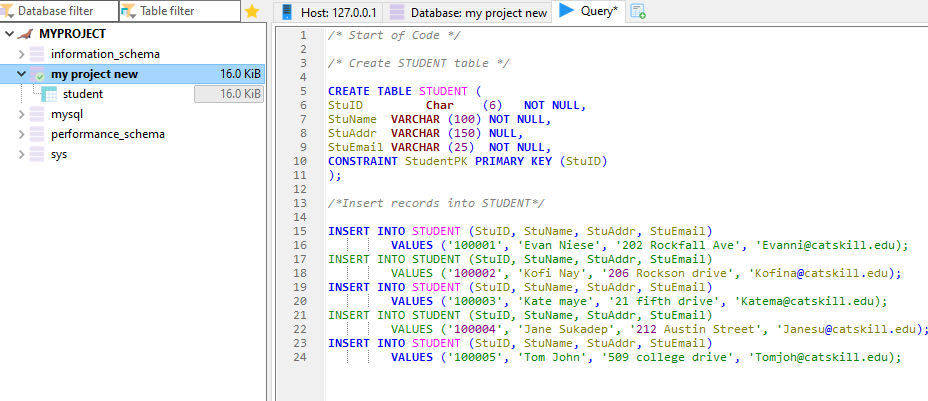 Database filter
Table filter
Host: 127.0.0.1
Database: my project new
Query*
MYPROJECT
information_schema
my project new 16.0 KiB
student 16.0 KiB
mysql
performance_schema
sys
1 /* Start of Code */
2
3 /* Create STUDENT table */
4
5 CREATE TABLE STUDENT (
6 StuID Char (6) NOT NULL,
7 StuName VARCHAR (100) NOT NULL,
8 StuAddr VARCHAR (150) NULL,
9 StuEmail VARCHAR (25) NOT NULL,
10 CONSTRAINT StudentPK PRIMARY KEY (StuID)
11 );
12
13 /*Insert records into STUDENT*/
14
15 INSERT INTO STUDENT (StuID, StuName, StuAddr, StuEmail)
16 VALUES ('100001', 'Evan Niese', '202 Rockfall Ave', 'Evanni@catskill.edu);
17 INSERT INTO STUDENT (StuID, StuName, StuAddr, StuEmail)
18 VALUES ('100002', 'Kofi Nay', '206 Rockson drive', 'Kofina@catskill.edu);
19 INSERT INTO STUDENT (StuID, StuName, StuAddr, StuEmail)
20 VALUES ('100003', 'Kate maye', '21 fifth drive', 'Katema@catskill.edu);
21 INSERT INTO STUDENT (StuID, StuName, StuAddr, StuEmail)
22 VALUES ('100004', 'Jane Sukadep', '212 Austin Street', 'Janesu@catskill.edu);
23 INSERT INTO STUDENT (StuID, StuName, StuAddr, StuEmail)
24 VALUES ('100005', 'Tom John', '509 college drive', 'Tomjoh@catskill.edu);